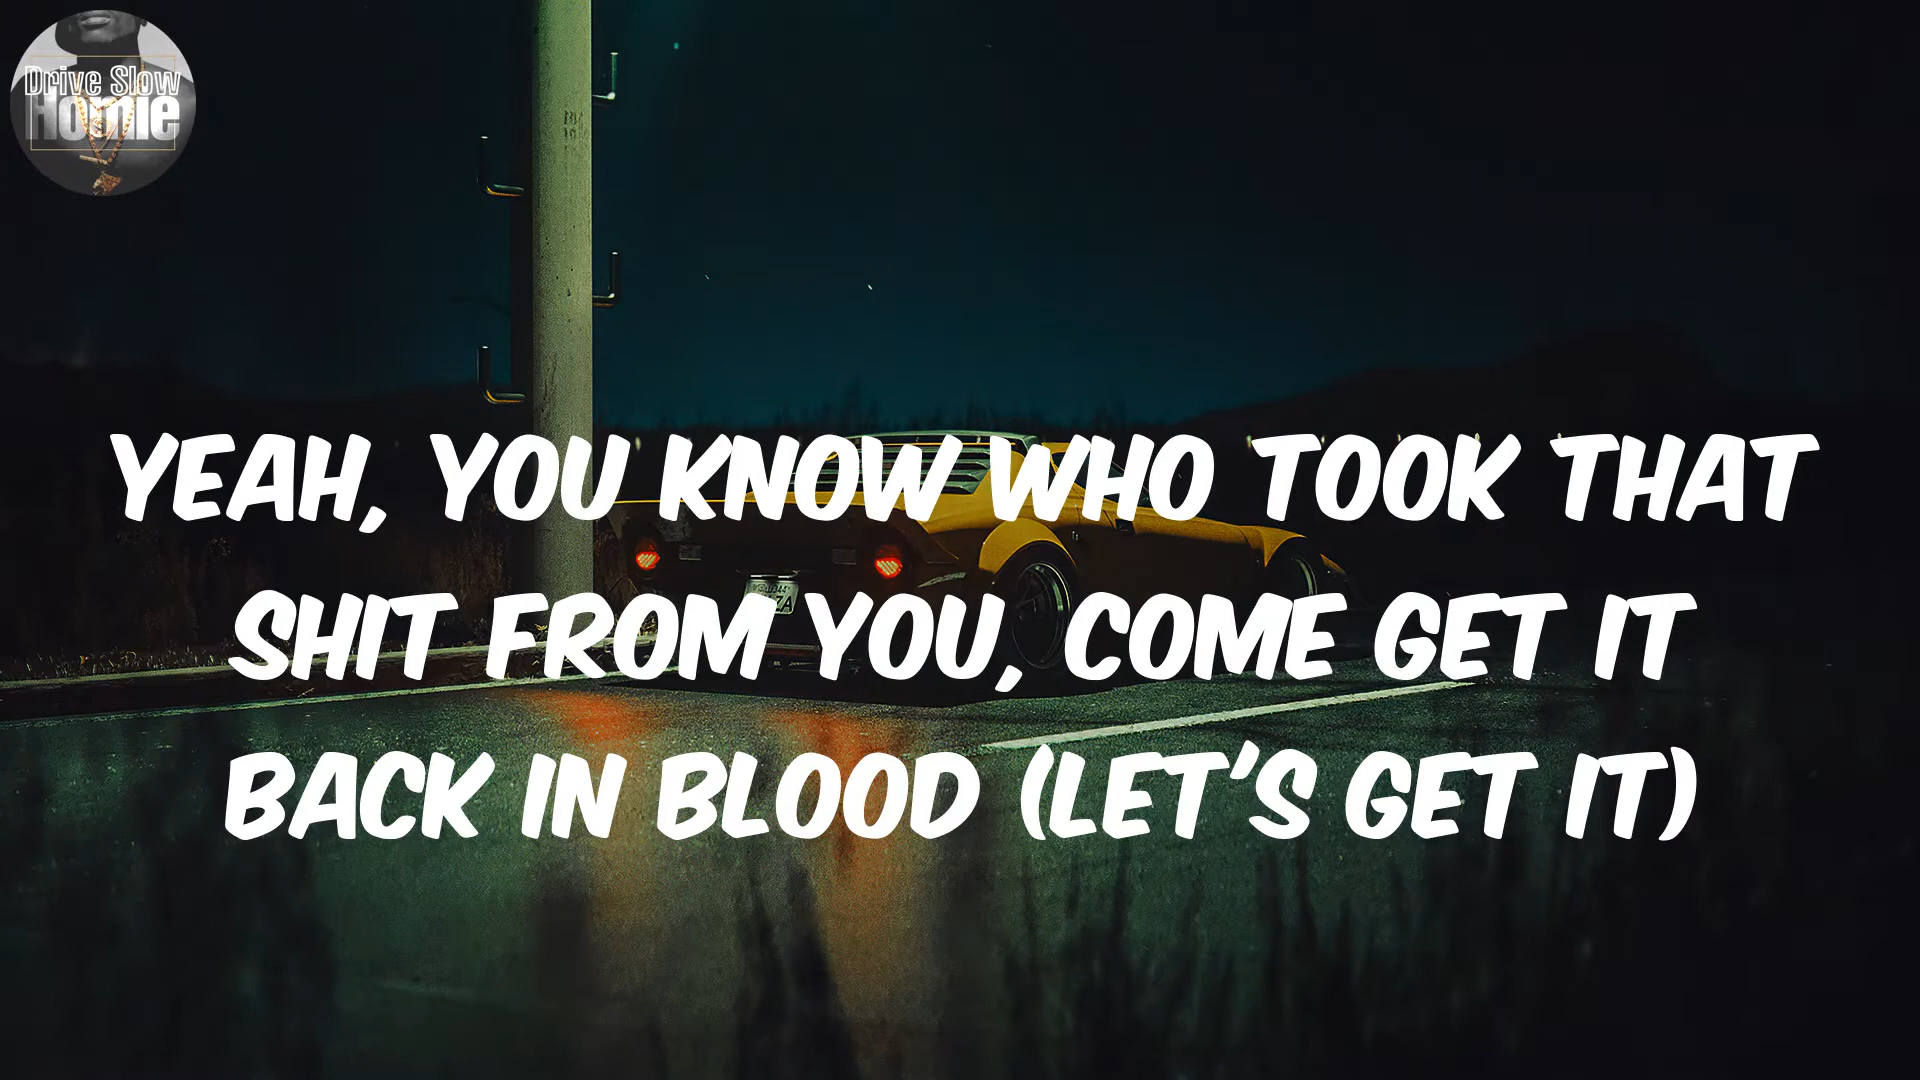 Drive Slow
Homie
YEAH, YOU KNOW WHO TOOK THAT
SHIT FROM YOU, COME GET IT
BACK IN BLOOD (LET'S GET IT)